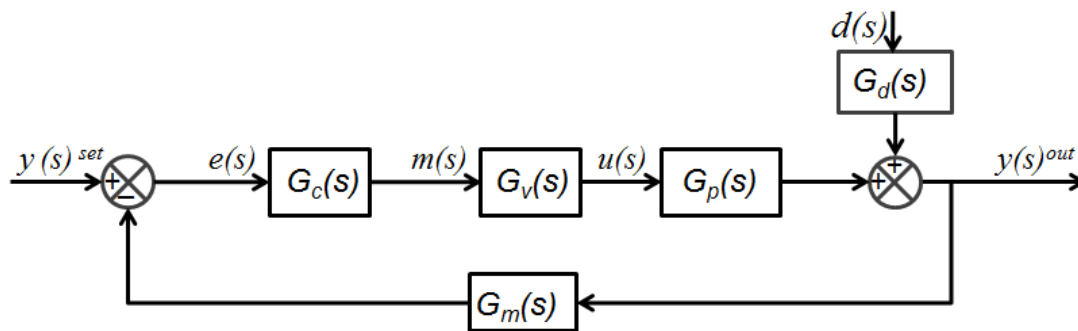 d(s)
G_d(s)
y(s)^set
e(s)
G_c(s)
m(s)
G_v(s)
u(s)
G_p(s)
y(s)^out
+
−
+
+
G_m(s)